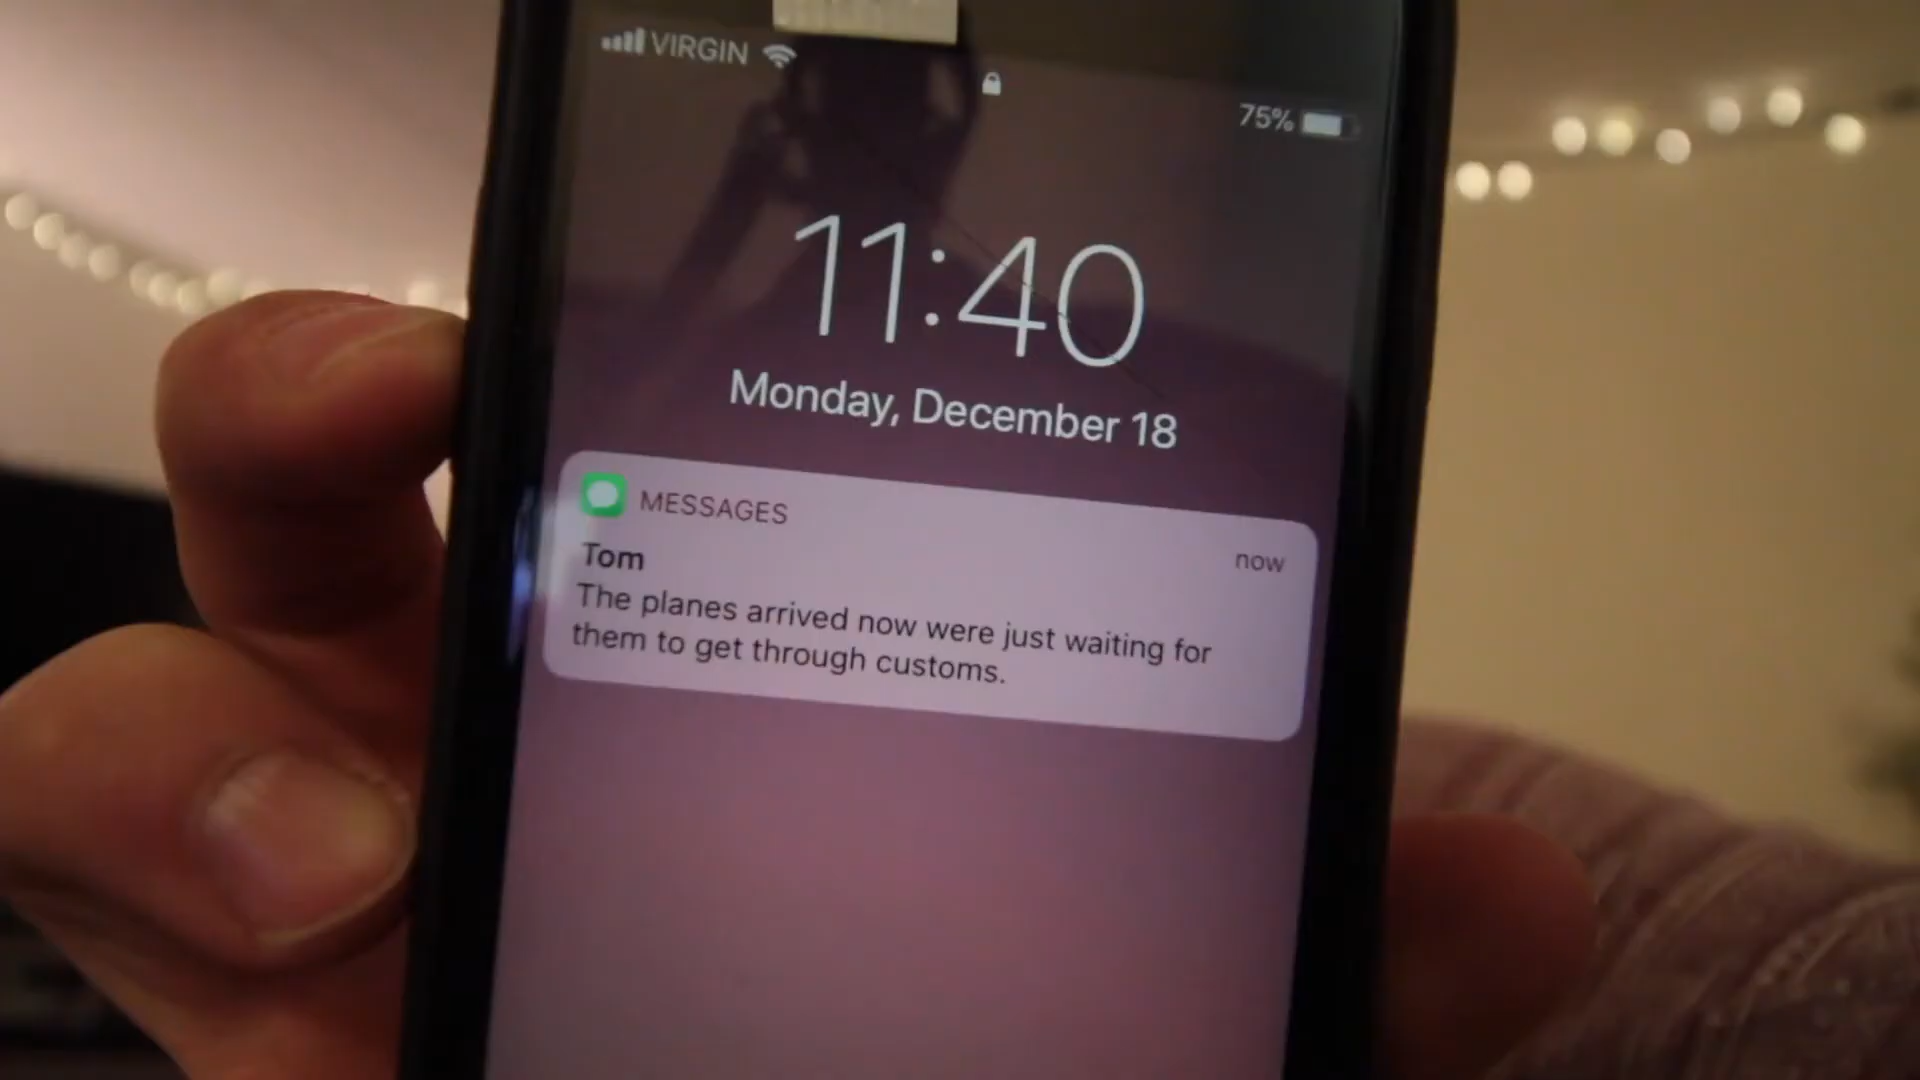 VIRGIN
75%
11:40
Monday, December 18
MESSAGES
Tom
now
The planes arrived now were just waiting for
them to get through customs.